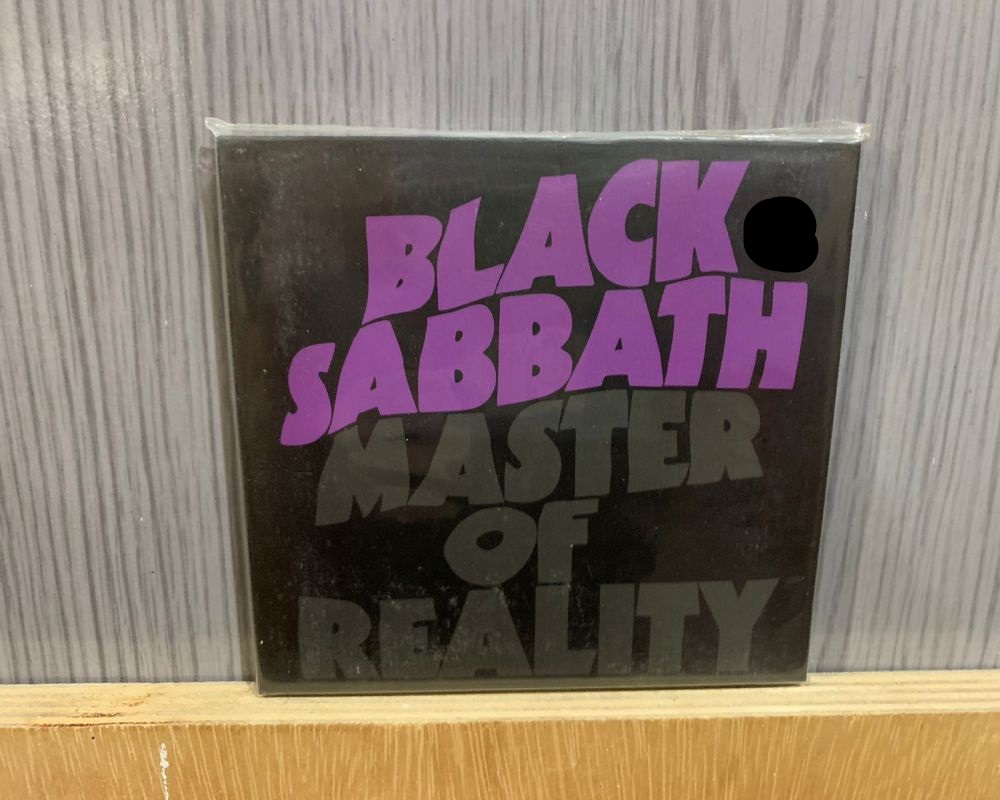 BLACK
SABBATH
MASTER
OF
REALITY